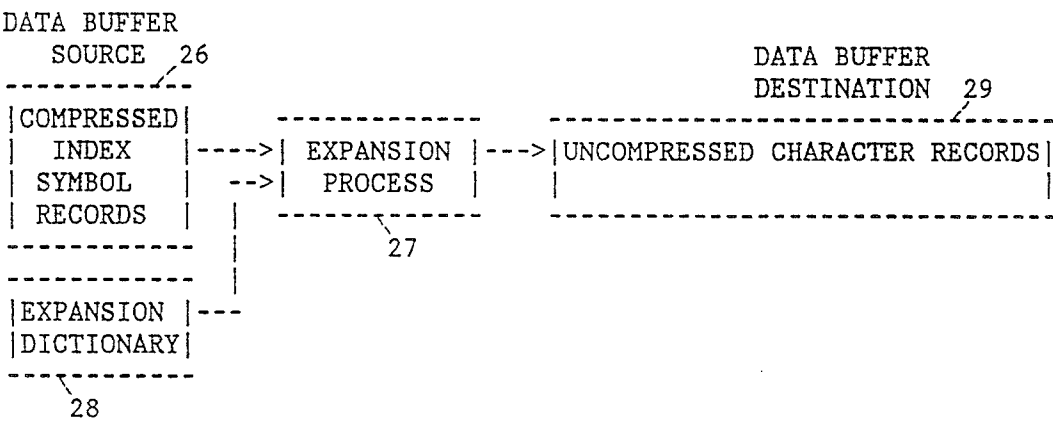 DATA BUFFER
SOURCE 26
COMPRESSED
INDEX
SYMBOL
RECORDS
EXPANSION
DICTIONARY
28
EXPANSION
PROCESS
27
DATA BUFFER
DESTINATION 29
UNCOMPRESSED CHARACTER RECORDS